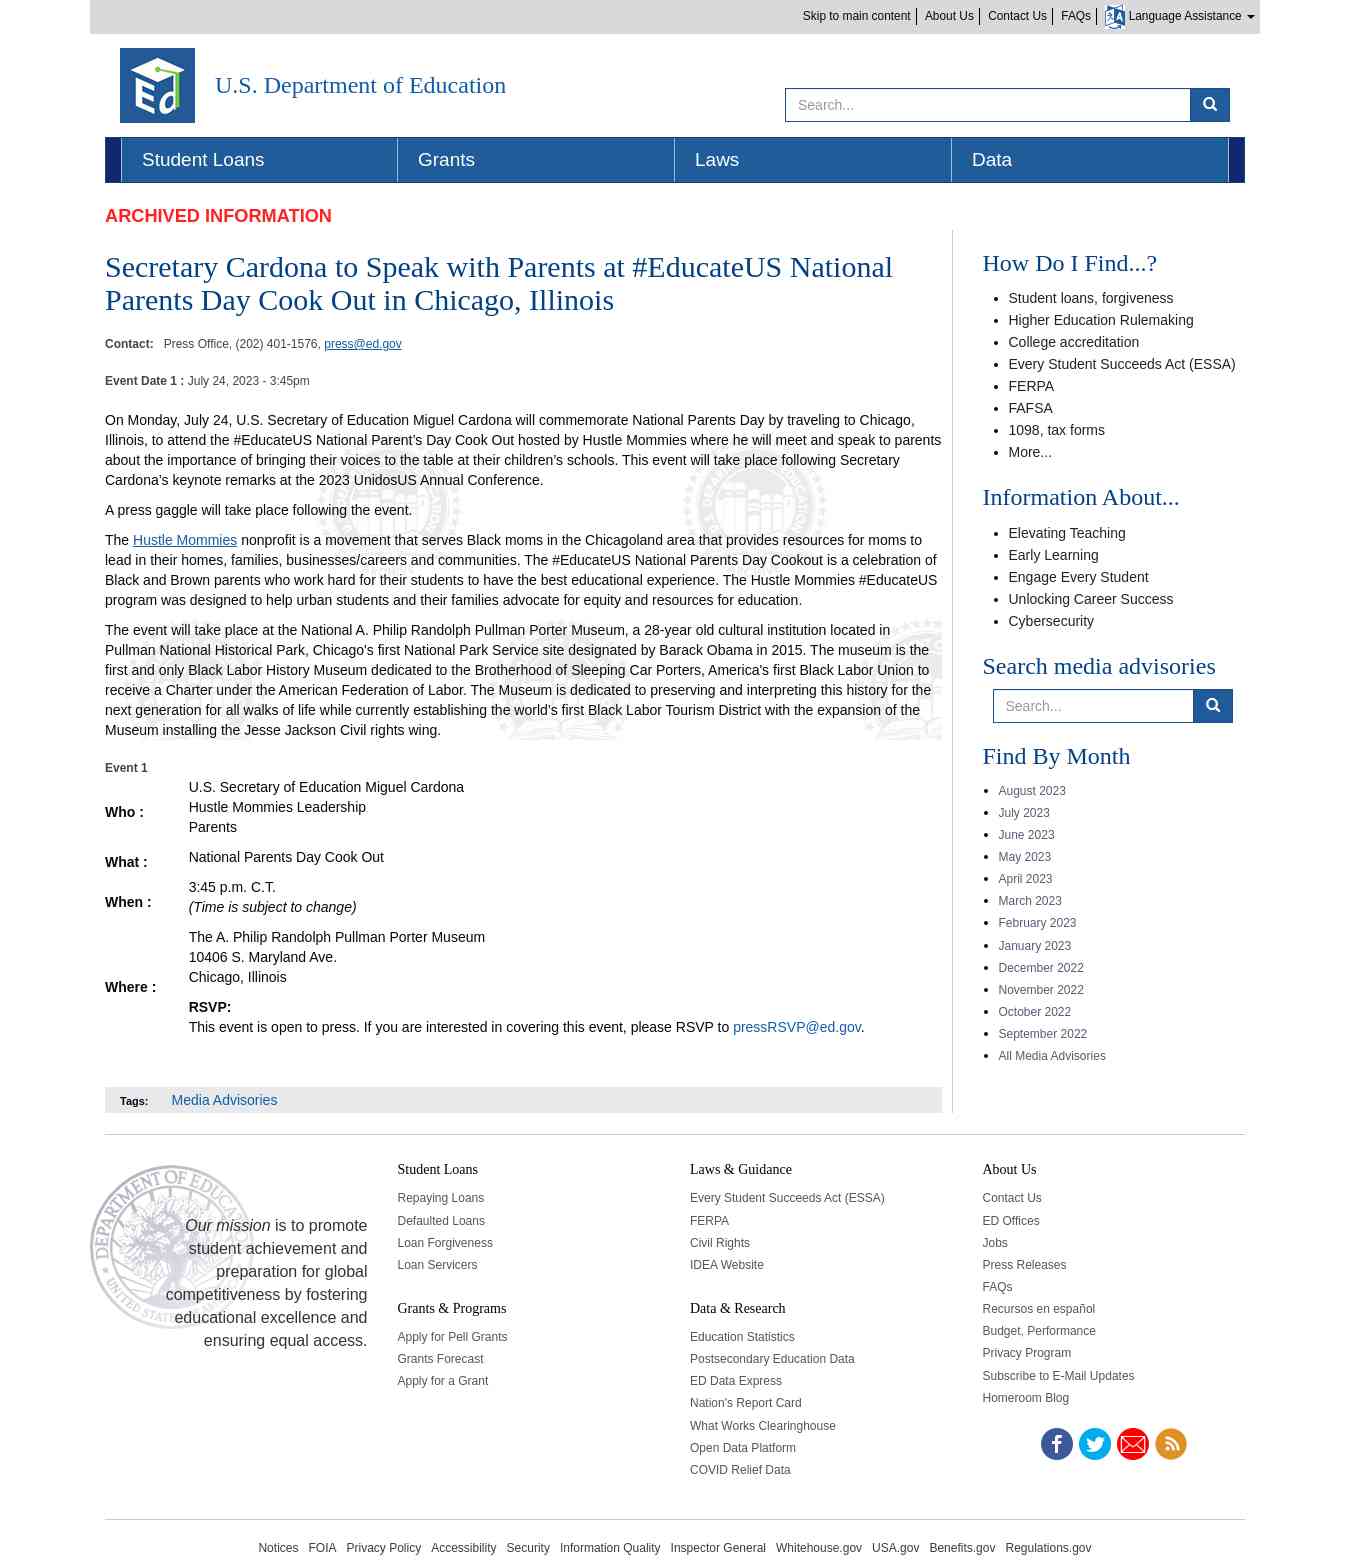 Skip to main content
About Us
Contact Us
FAQs
Language Assistance
Ed
U.S. Department of Education
Search...
Student Loans
Grants
Laws
Data
ARCHIVED INFORMATION
Secretary Cardona to Speak with Parents at #EducateUS National
Parents Day Cook Out in Chicago, Illinois
Contact: Press Office, (202) 401-1576, press@ed.gov
Event Date 1 : July 24, 2023 - 3:45pm
On Monday, July 24, U.S. Secretary of Education Miguel Cardona will commemorate National Parents Day by traveling to Chicago,
Illinois, to attend the #EducateUS National Parent’s Day Cook Out hosted by Hustle Mommies where he will meet and speak to parents
about the importance of bringing their voices to the table at their children’s schools. This event will take place following Secretary
Cardona’s keynote remarks at the 2023 UnidosUS Annual Conference.
A press gaggle will take place following the event.
The Hustle Mommies nonprofit is a movement that serves Black moms in the Chicagoland area that provides resources for moms to
lead in their homes, families, businesses/careers and communities. The #EducateUS National Parents Day Cookout is a celebration of
Black and Brown parents who work hard for their students to have the best educational experience. The Hustle Mommies #EducateUS
program was designed to help urban students and their families advocate for equity and resources for education.
The event will take place at the National A. Philip Randolph Pullman Porter Museum, a 28-year old cultural institution located in
Pullman National Historical Park, Chicago's first National Park Service site designated by Barack Obama in 2015. The museum is the
first and only Black Labor History Museum dedicated to the Brotherhood of Sleeping Car Porters, America's first Black Labor Union to
receive a Charter under the American Federation of Labor. The Museum is dedicated to preserving and interpreting this history for the
next generation for all walks of life while currently establishing the world's first Black Labor Tourism District with the expansion of the
Museum installing the Jesse Jackson Civil rights wing.
Event 1
Who :
U.S. Secretary of Education Miguel Cardona
Hustle Mommies Leadership
Parents
What :
National Parents Day Cook Out
When :
3:45 p.m. C.T.
(Time is subject to change)
Where :
The A. Philip Randolph Pullman Porter Museum
10406 S. Maryland Ave.
Chicago, Illinois
RSVP:
This event is open to press. If you are interested in covering this event, please RSVP to pressRSVP@ed.gov.
Tags: Media Advisories
How Do I Find...?
Student loans, forgiveness
Higher Education Rulemaking
College accreditation
Every Student Succeeds Act (ESSA)
FERPA
FAFSA
1098, tax forms
More...
Information About...
Elevating Teaching
Early Learning
Engage Every Student
Unlocking Career Success
Cybersecurity
Search media advisories
Search...
Find By Month
August 2023
July 2023
June 2023
May 2023
April 2023
March 2023
February 2023
January 2023
December 2022
November 2022
October 2022
September 2022
All Media Advisories
Our mission is to promote
student achievement and
preparation for global
competitiveness by fostering
educational excellence and
ensuring equal access.
Student Loans
Repaying Loans
Defaulted Loans
Loan Forgiveness
Loan Servicers
Grants & Programs
Apply for Pell Grants
Grants Forecast
Apply for a Grant
Laws & Guidance
Every Student Succeeds Act (ESSA)
FERPA
Civil Rights
IDEA Website
Data & Research
Education Statistics
Postsecondary Education Data
ED Data Express
Nation's Report Card
What Works Clearinghouse
Open Data Platform
COVID Relief Data
About Us
Contact Us
ED Offices
Jobs
Press Releases
FAQs
Recursos en español
Budget, Performance
Privacy Program
Subscribe to E-Mail Updates
Homeroom Blog
Notices FOIA Privacy Policy Accessibility Security Information Quality Inspector General Whitehouse.gov USA.gov Benefits.gov Regulations.gov